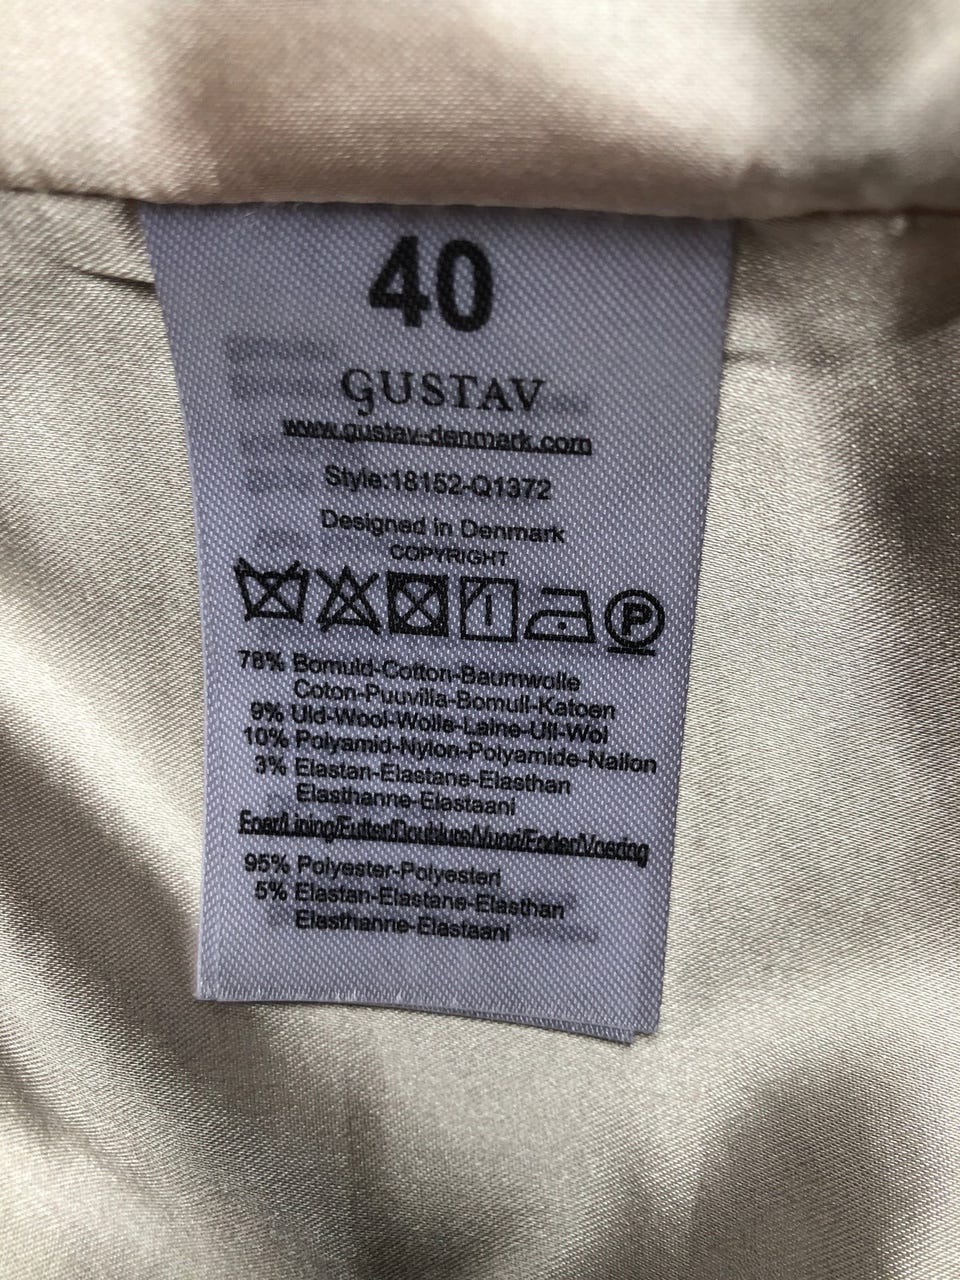 40
GUSTAV
www.gustav-denmark.com
Style:18152-Q1372
Designed in Denmark
COPYRIGHT
P
78% Bomuld-Cotton-Baumwolle
Coton-Puuvilla-Bomull-Katoen
9% Uld-Wool-Wolle-Laine-Ull-Wol
10% Polyamid-Nylon-Polyamide-Nailon
3% Elastan-Elastane-Elasthan
Elasthanne-Elastaani
Foer/Lining/Futter/Doublure/Vuori/Foder/Voering
95% Polyester-Polyesteri
5% Elastan-Elastane-Elasthan
Elasthanne-Elastaani